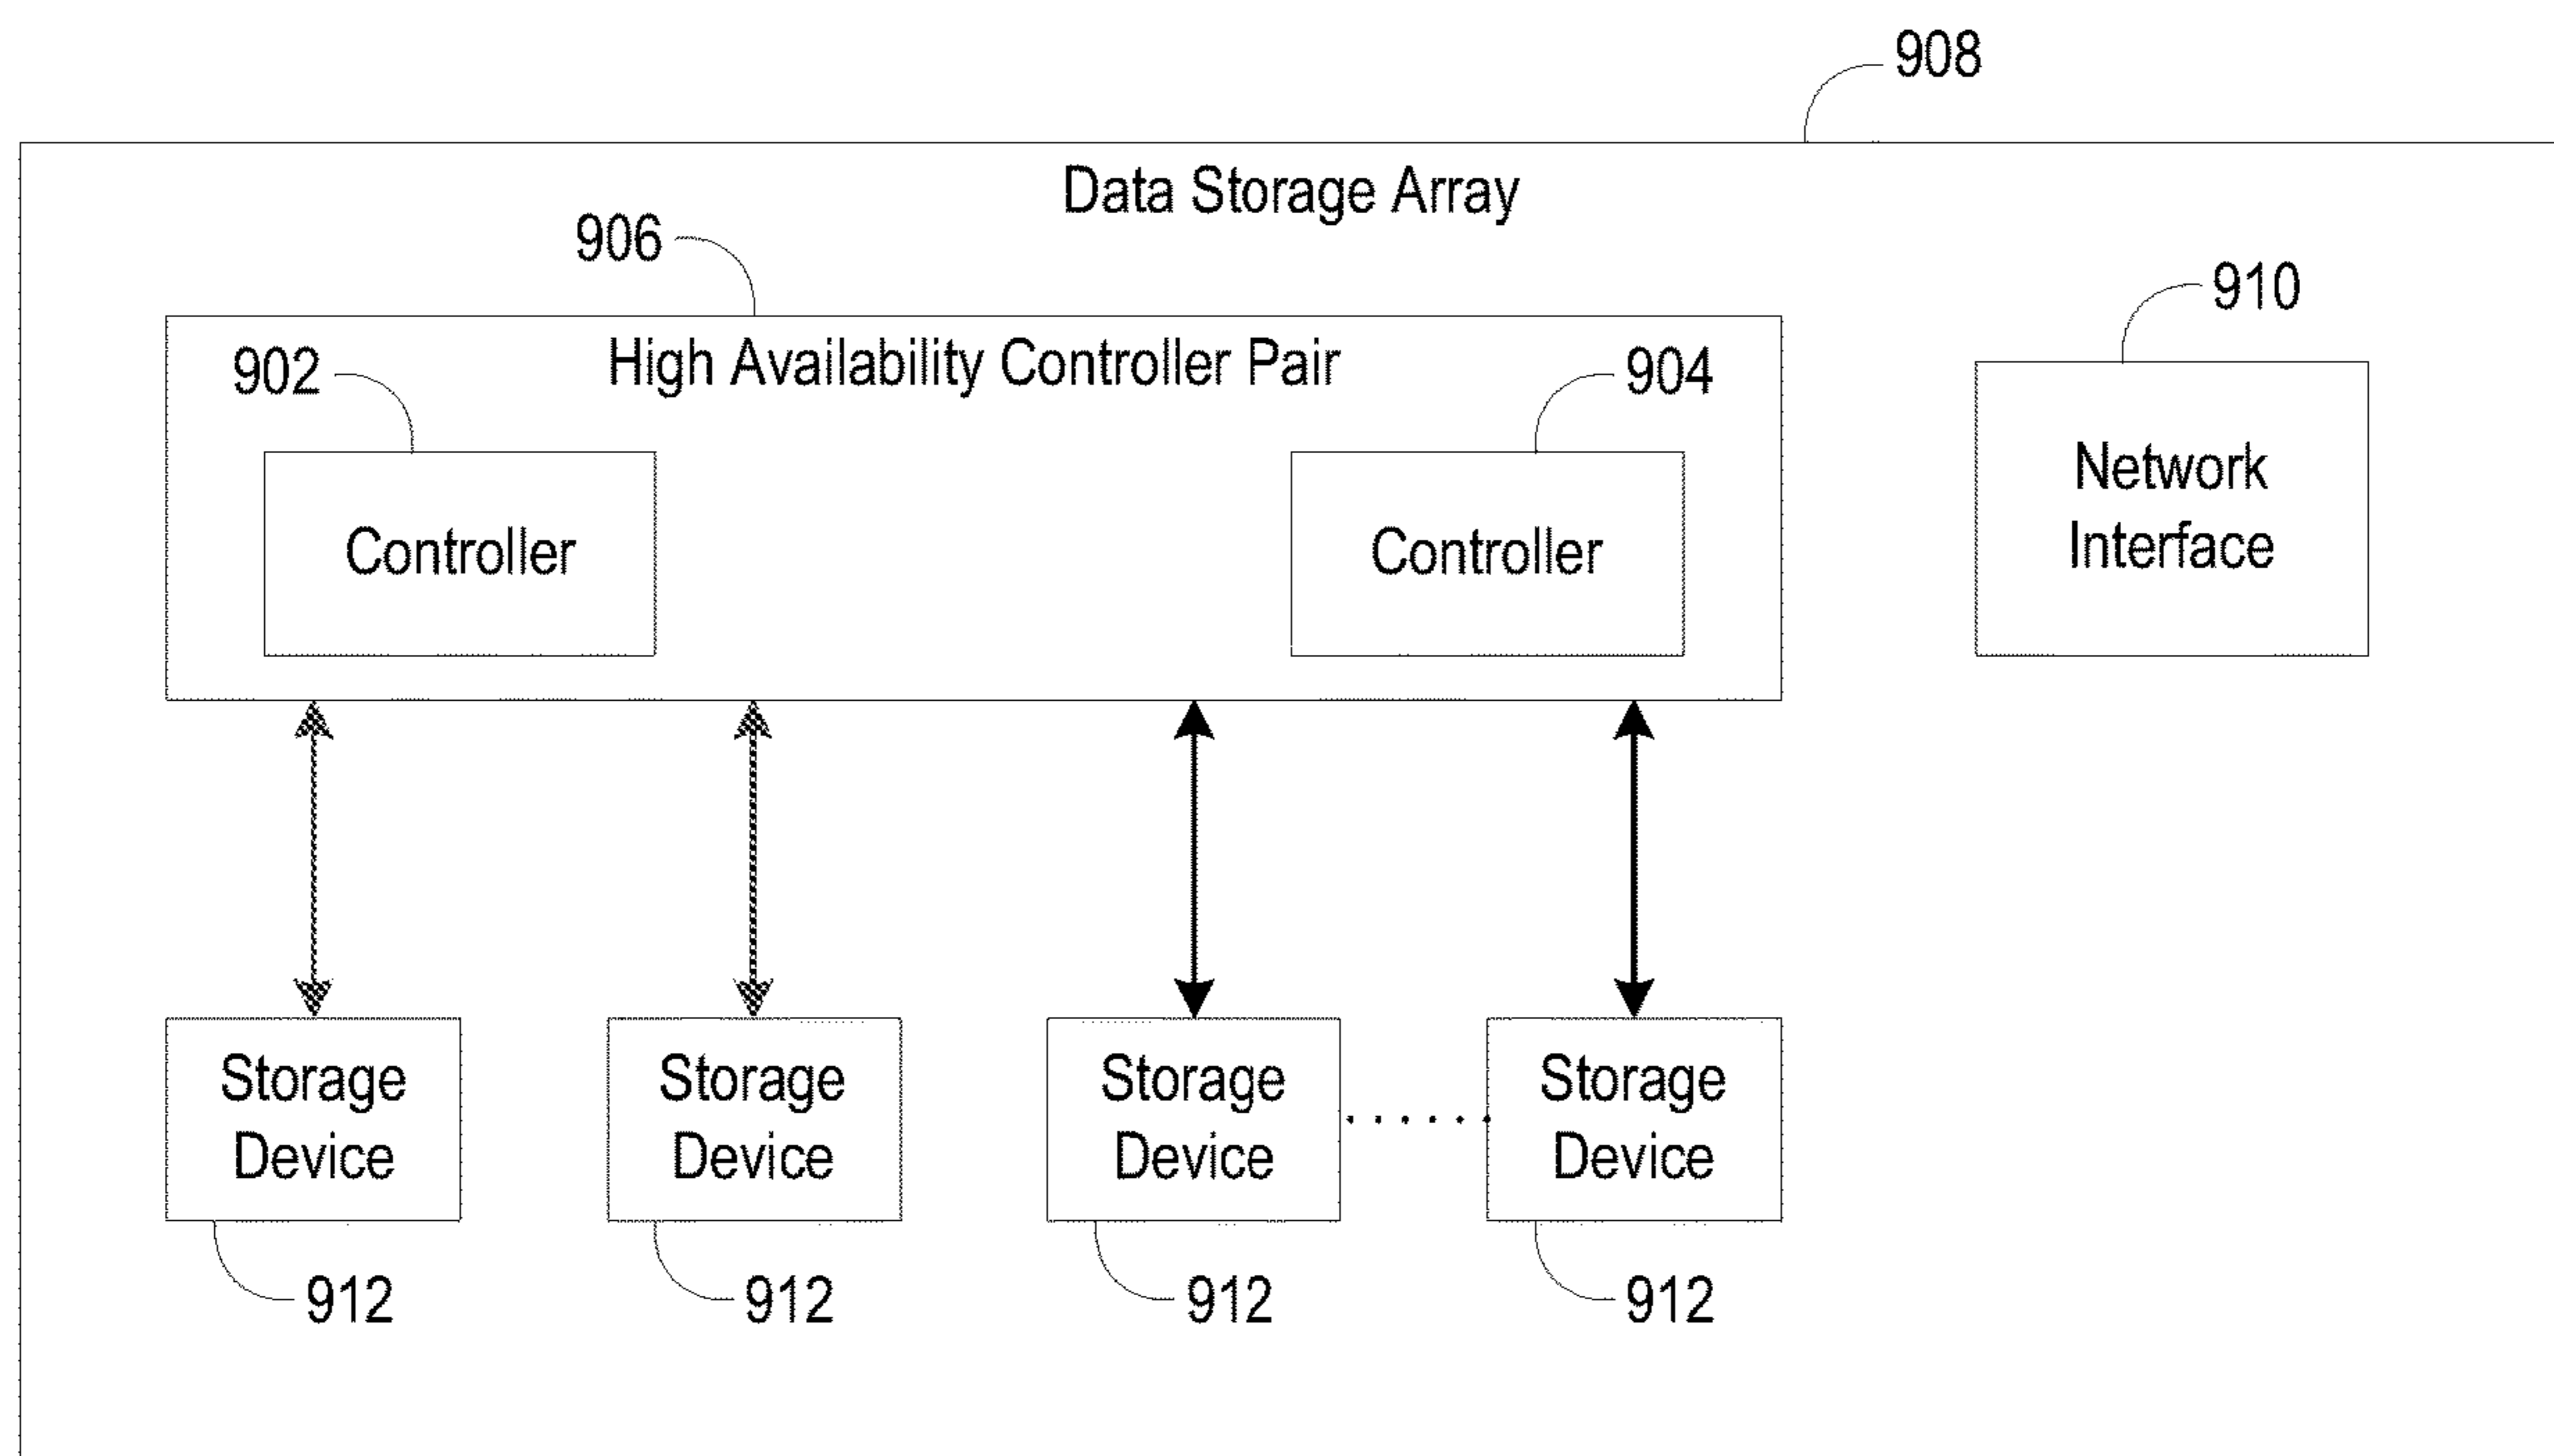 908
Data Storage Array
906
910
High Availability Controller Pair
902
904
Controller
Controller
Network
Interface
Storage
Device
Storage
Device
Storage
Device
Storage
Device
912
912
912
912